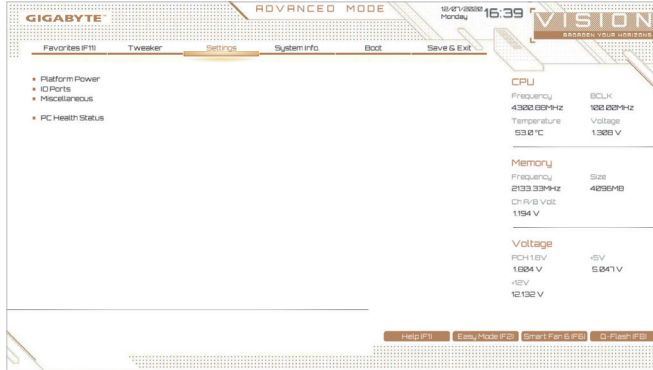 GIGABYTE
ADVANCED MODE
12/07/2020
Monday
16:39
VISION
BROADEN YOUR HORIZONS
Favorites (F11)
Tweaker
Settings
System Info.
Boot
Save & Exit
Platform Power
IO Ports
Miscellaneous
PC Health Status
CPU
Frequency BCLK
4300.88MHz 100.00MHz
Temperature Voltage
53.0 °C 1.308 V
Memory
Frequency Size
2133.33MHz 4096MB
Ch A/B Volt
1.194 V
Voltage
PCH 1.8V +5V
1.804 V 5.047 V
+12V
12.132 V
Help (F1) Easy Mode (F2) Smart Fan 6 (F6) Q-Flash (F8)